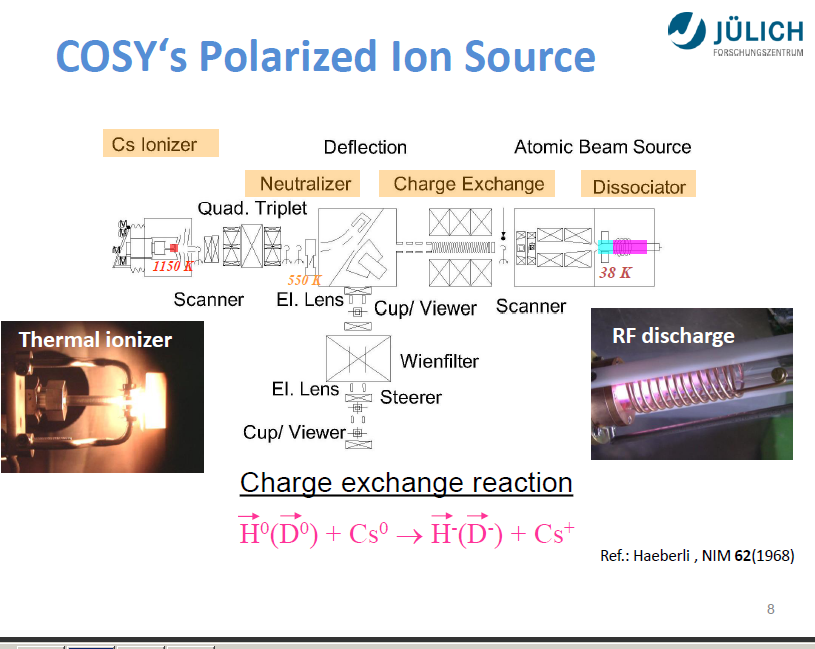 COSY‘s Polarized Ion Source
JÜLICH
FORSCHUNGSZENTRUM
Cs Ionizer
Deflection
Atomic Beam Source
Neutralizer
Charge Exchange
Dissociator
Quad. Triplet
1150 K
550 K
38 K
Scanner
El. Lens
Cup/ Viewer
Scanner
Thermal ionizer
RF discharge
Wienfilter
El. Lens
Steerer
Cup/ Viewer
Charge exchange reaction
H⁰(D⁰) + Cs⁰ → H⁻(D⁻) + Cs⁺
Ref.: Haeberli , NIM 62(1968)
8